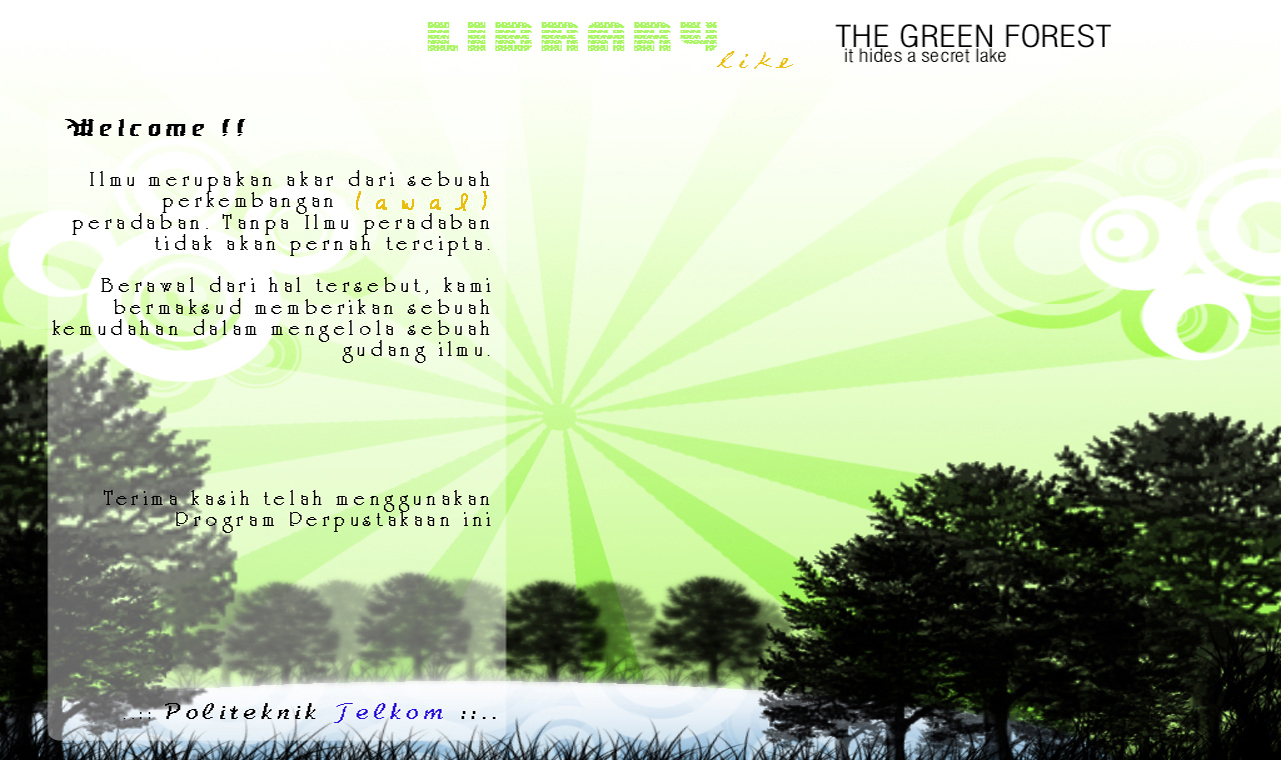 LIBRARY
like
THE GREEN FOREST
it hides a secret lake
Welcome !!
Ilmu merupakan akar dari sebuah
perkembangan (awal)
peradaban. Tanpa Ilmu peradaban
tidak akan pernah tercipta.
Berawal dari hal tersebut, kami
bermaksud memberikan sebuah
kemudahan dalam mengelola sebuah
gudang ilmu.
Terima kasih telah menggunakan
Program Perpustakaan ini
..:: Politeknik Telkom ::..